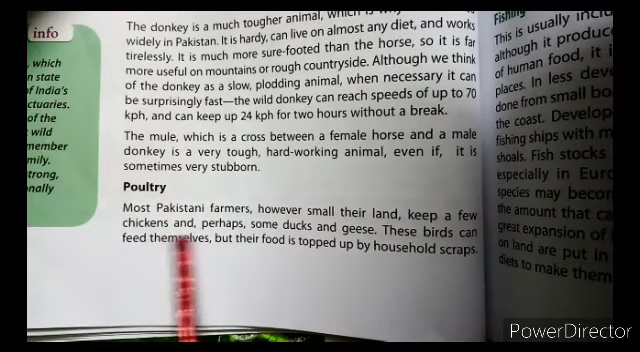 info
, which
n state
of India's
ctuaries.
of the
wild
member
mily.
strong,
nally
The donkey is a much tougher animal, which is
widely in Pakistan. It is hardy, can live on almost any diet, and works
tirelessly. It is much more sure-footed than the horse, so it is far
more useful on mountains or rough countryside. Although we think
of the donkey as a slow, plodding animal, when necessary it can
be surprisingly fast—the wild donkey can reach speeds of up to 70
kph, and can keep up 24 kph for two hours without a break.
The mule, which is a cross between a female horse and a male
donkey is a very tough, hard-working animal, even if, it is
sometimes very stubborn.
Poultry
Most Pakistani farmers, however small their land, keep a few
chickens and, perhaps, some ducks and geese. These birds can
feed themselves, but their food is topped up by household scraps.
Fishing
This is usually inclu
although it produc
of human food, it i
places. In less deve
done from small bo
the coast. Develop
fishing ships with m
shoals. Fish stocks
especially in Euro
species may becom
the amount that ca
great expansion of
on land are put in
diets to make them
PowerDirector